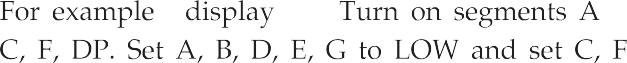 For example display Turn on segments A
C, F, DP. Set A, B, D, E, G to LOW and set C, F